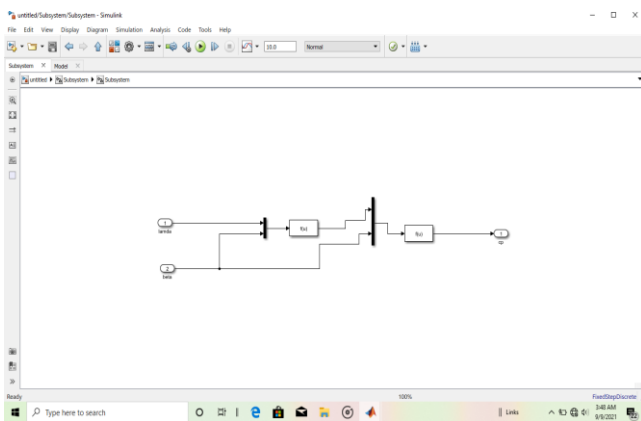 untitled/Subsystem/Subsystem - Simulink
File Edit View Display Diagram Simulation Analysis Code Tools Help
10.0 Normal
Subsystem Model
untitled Subsystem Subsystem
1
lamda
f(u)
f(u)
1
cp
2
beta
Ready 100% FixedStepDiscrete
Type here to search Links 3:48 AM
9/9/2021 22